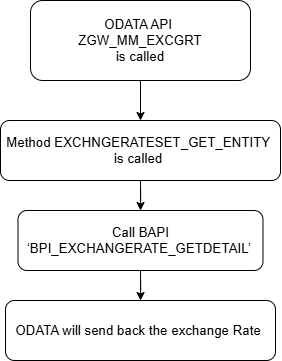 ODATA API
ZGW_MM_EXCGRT
is called
Method EXCHNGERATESET_GET_ENTITY
is called
Call BAPI
‘BPI_EXCHANGERATE_GETDETAIL’
ODATA will send back the exchange Rate